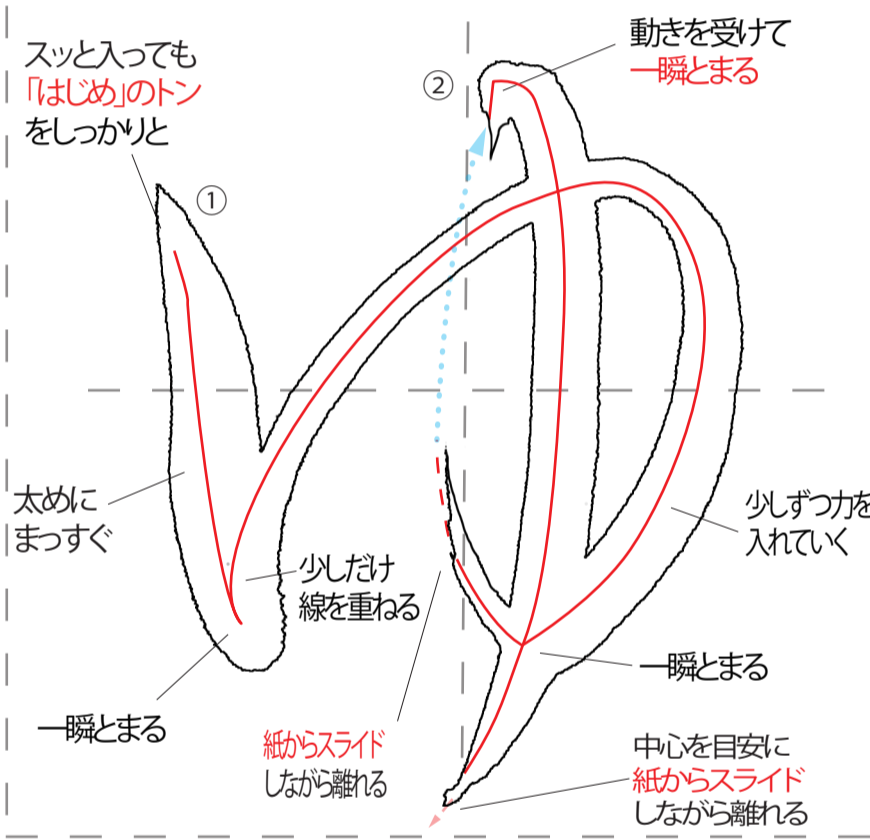 スッと入っても
「はじめ」のトン
をしっかりと
①
②
動きを受けて
一瞬とまる
太めに
まっすぐ
少しだけ
線を重ねる
少しずつ力を
入れていく
一瞬とまる
一瞬とまる
紙からスライド
しながら離れる
中心を目安に
紙からスライド
しながら離れる
ゆ